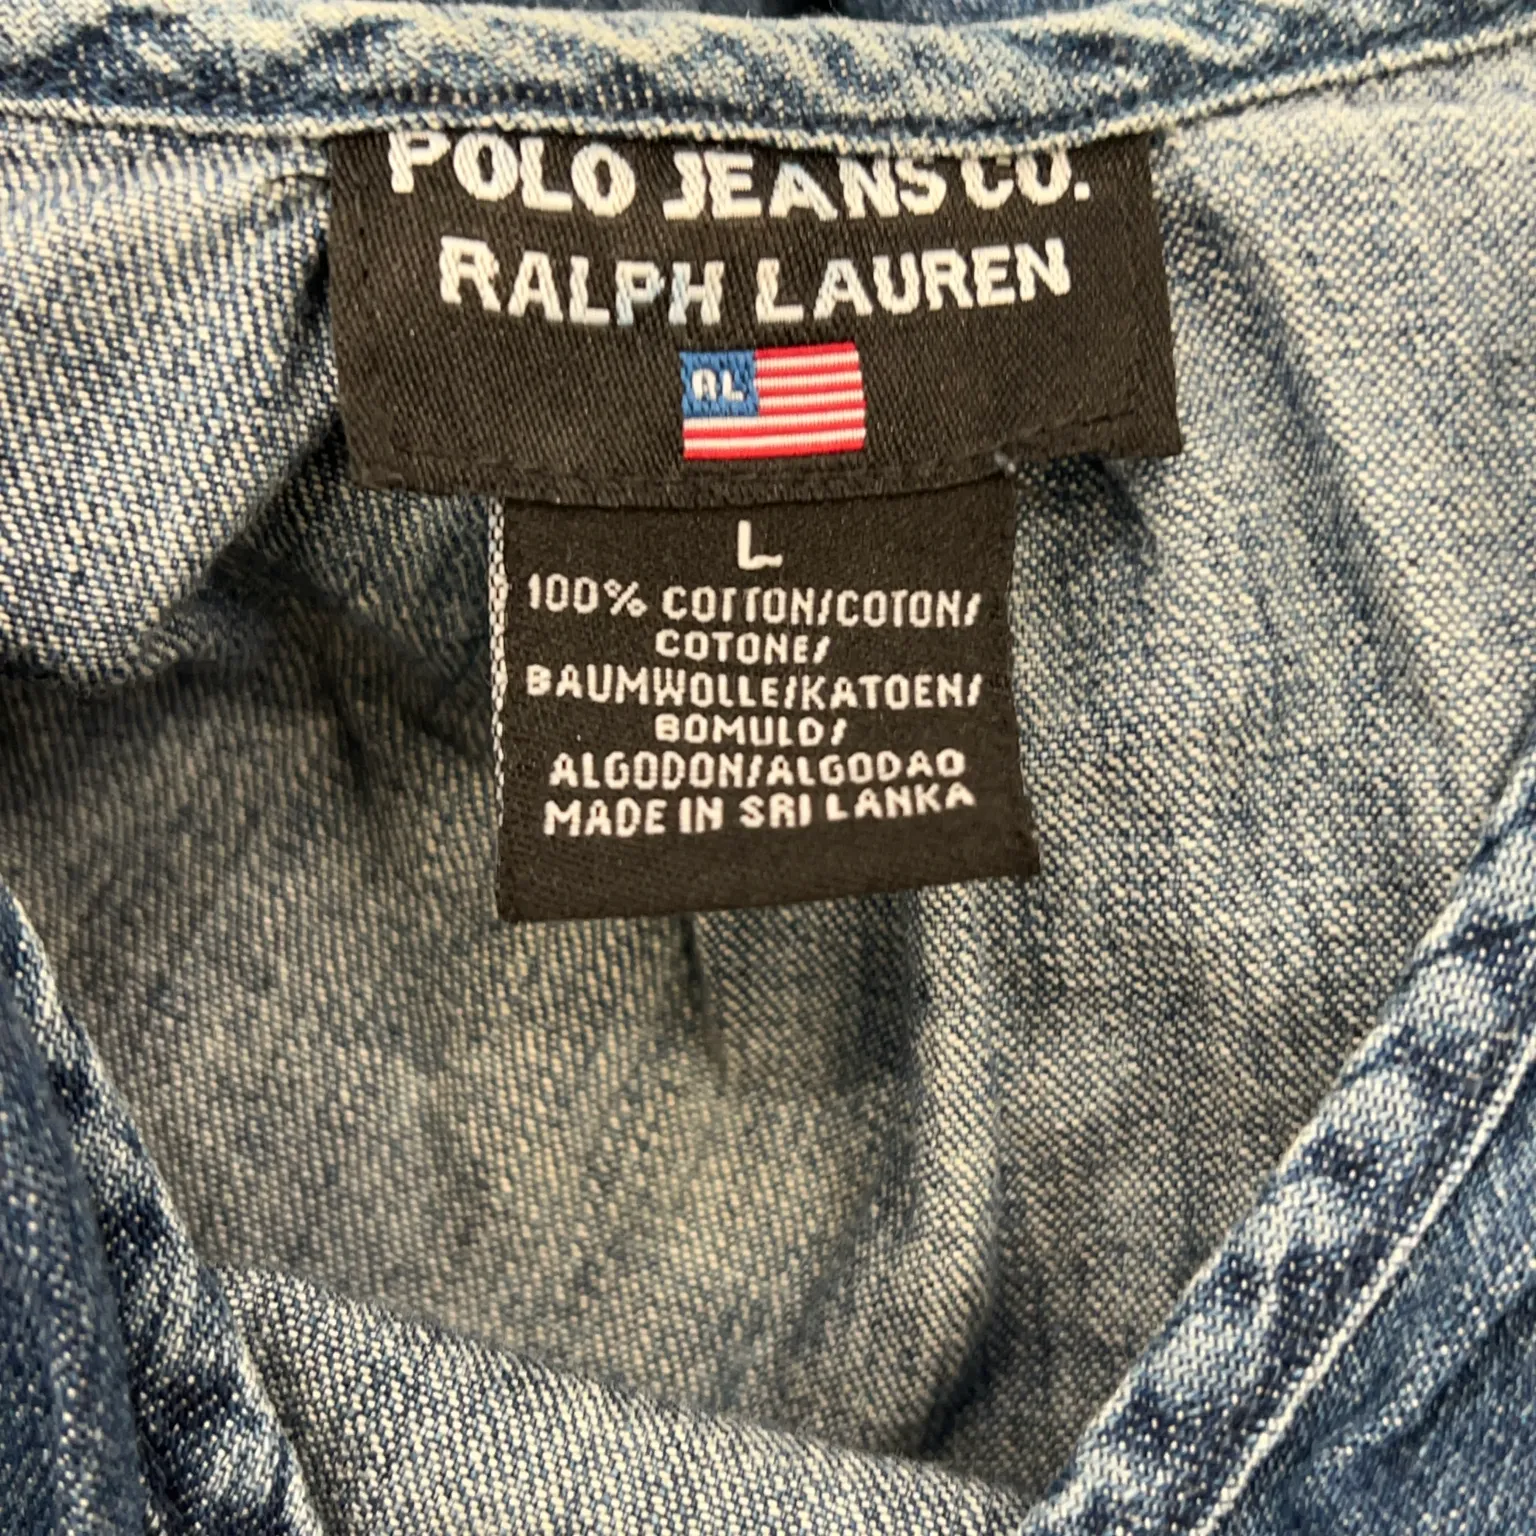 POLO JEANS CO.
RALPH LAUREN
RL
L
100% COTTON/COTON/
COTONE/
BAUMWOLLE/KATOEN/
BOMULD/
ALGODON/ALGODAO
MADE IN SRI LANKA